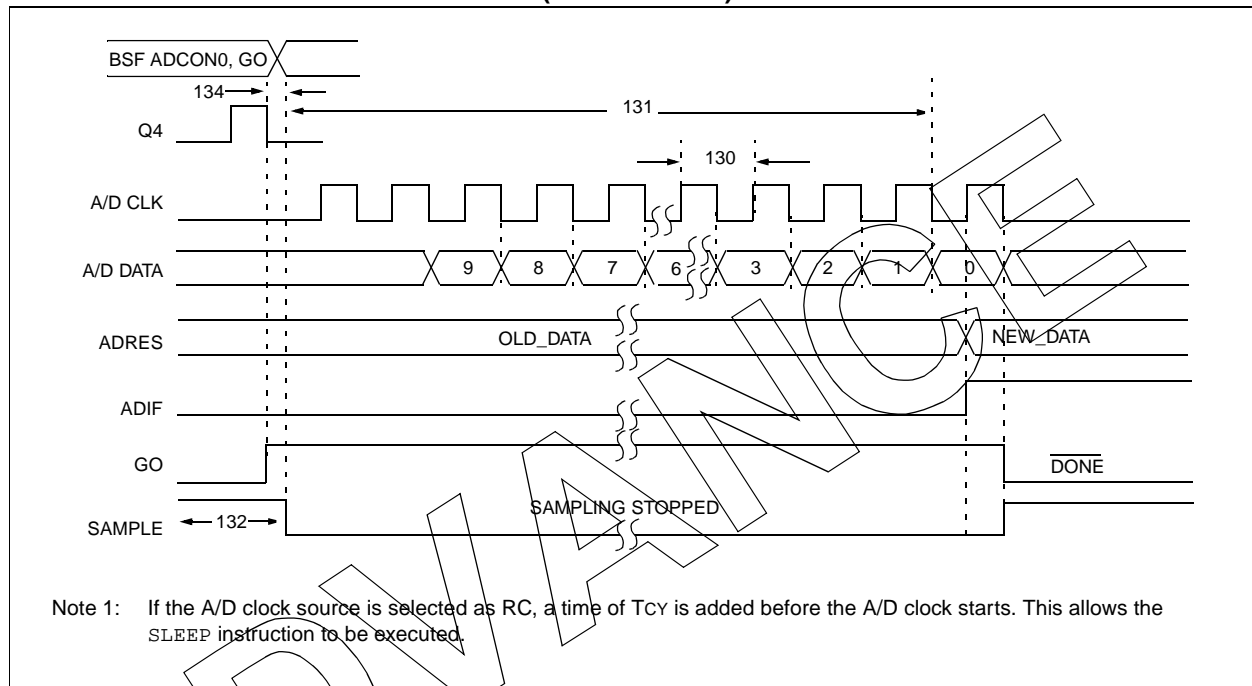 BSF ADCON0, GO
134
131
Q4
130
A/D CLK
A/D DATA
9 8 7 6 3 2 1 0
OLD_DATA
ADRES
NEW_DATA
ADIF
GO
DONE
SAMPLING STOPPED
132
SAMPLE
Note 1: If the A/D clock source is selected as RC, a time of TCY is added before the A/D clock starts. This allows the
SLEEP instruction to be executed.
DVANCE